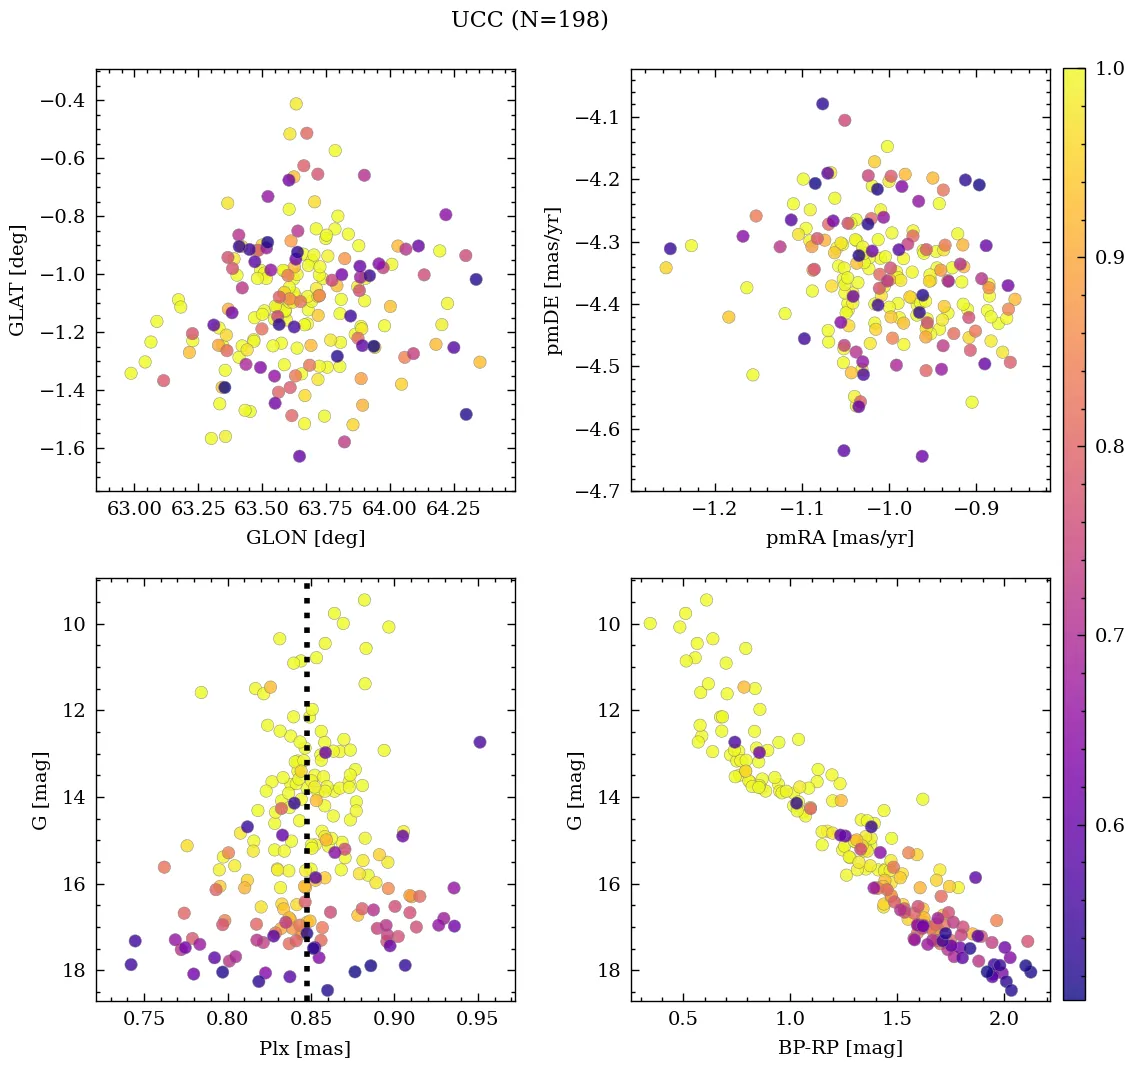 UCC (N=198)
−0.4
−0.6
−0.8
−1.0
−1.2
−1.4
−1.6
GLAT [deg]
63.00 63.25 63.50 63.75 64.00 64.25
GLON [deg]
−4.1
−4.2
−4.3
−4.4
−4.5
−4.6
−4.7
pmDE [mas/yr]
−1.2 −1.1 −1.0 −0.9
pmRA [mas/yr]
10
12
14
16
18
G [mag]
0.75 0.80 0.85 0.90 0.95
Plx [mas]
10
12
14
16
18
G [mag]
0.5 1.0 1.5 2.0
BP-RP [mag]
1.0
0.9
0.8
0.7
0.6